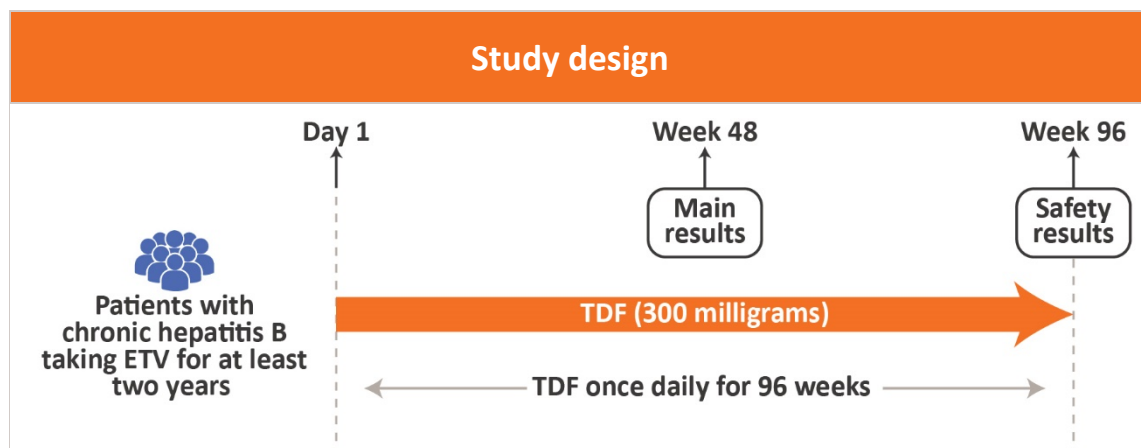 Study design
Day 1
Week 48
Week 96
Main
results
Safety
results
Patients with
chronic hepatitis B
taking ETV for at least
two years
TDF (300 milligrams)
TDF once daily for 96 weeks